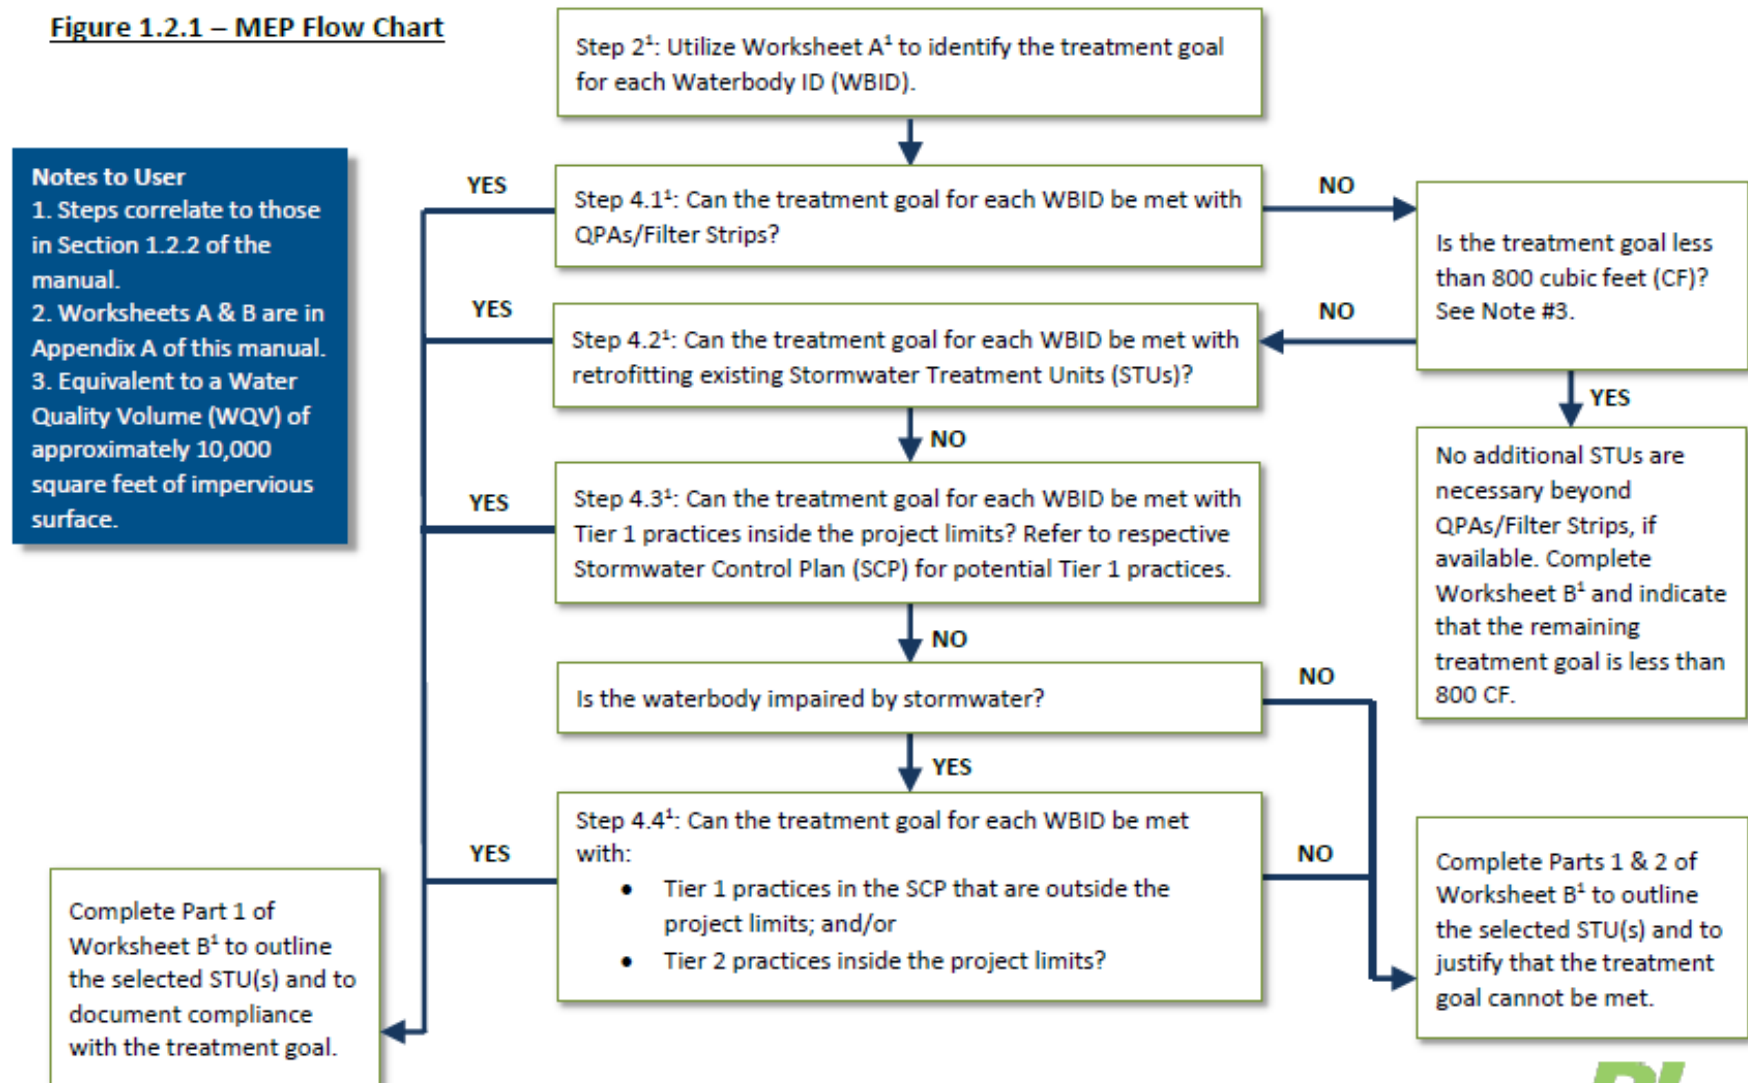 Figure 1.2.1 – MEP Flow Chart
Step 2¹: Utilize Worksheet A¹ to identify the treatment goal
for each Waterbody ID (WBID).
Notes to User
1. Steps correlate to those
in Section 1.2.2 of the
manual.
2. Worksheets A & B are in
Appendix A of this manual.
3. Equivalent to a Water
Quality Volume (WQV) of
approximately 10,000
square feet of impervious
surface.
YES
Step 4.1¹: Can the treatment goal for each WBID be met with
QPAs/Filter Strips?
NO
Is the treatment goal less
than 800 cubic feet (CF)?
See Note #3.
YES
Step 4.2¹: Can the treatment goal for each WBID be met with
retrofitting existing Stormwater Treatment Units (STUs)?
NO
YES
No additional STUs are
necessary beyond
QPAs/Filter Strips, if
available. Complete
Worksheet B¹ and indicate
that the remaining
treatment goal is less than
800 CF.
NO
YES
Step 4.3¹: Can the treatment goal for each WBID be met with
Tier 1 practices inside the project limits? Refer to respective
Stormwater Control Plan (SCP) for potential Tier 1 practices.
NO
Is the waterbody impaired by stormwater?
NO
YES
YES
Step 4.4¹: Can the treatment goal for each WBID be met
with:
● Tier 1 practices in the SCP that are outside the
project limits; and/or
● Tier 2 practices inside the project limits?
NO
Complete Part 1 of
Worksheet B¹ to outline
the selected STU(s) and to
document compliance
with the treatment goal.
Complete Parts 1 & 2 of
Worksheet B¹ to outline
the selected STU(s) and to
justify that the treatment
goal cannot be met.